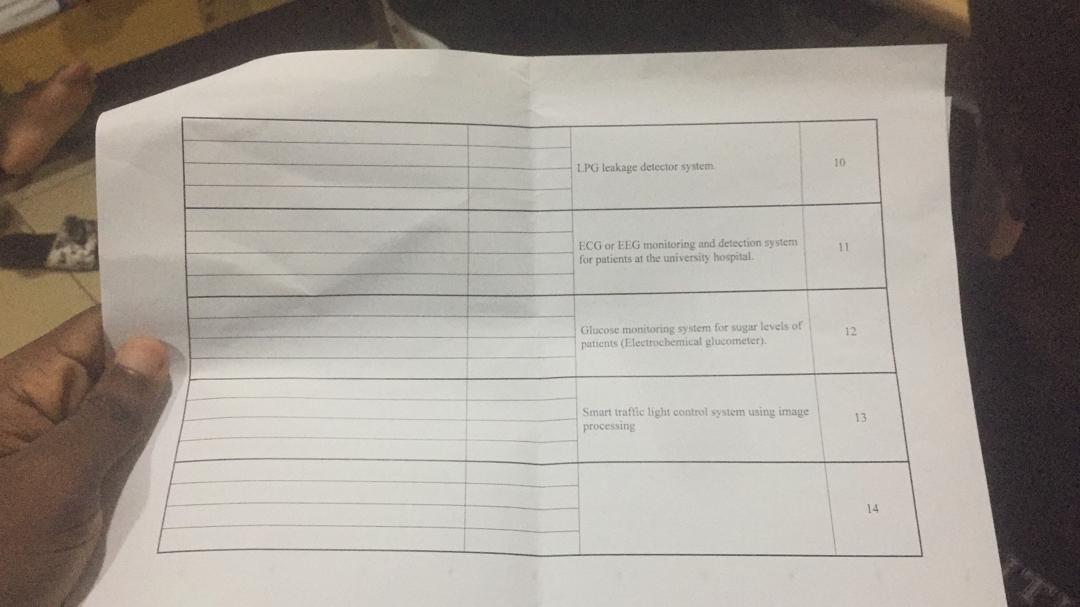 LPG leakage detector system.
10
ECG or EEG monitoring and detection system
for patients at the university hospital.
11
Glucose monitoring system for sugar levels of
patients (Electrochemical glucometer).
12
Smart traffic light control system using image
processing
13
14